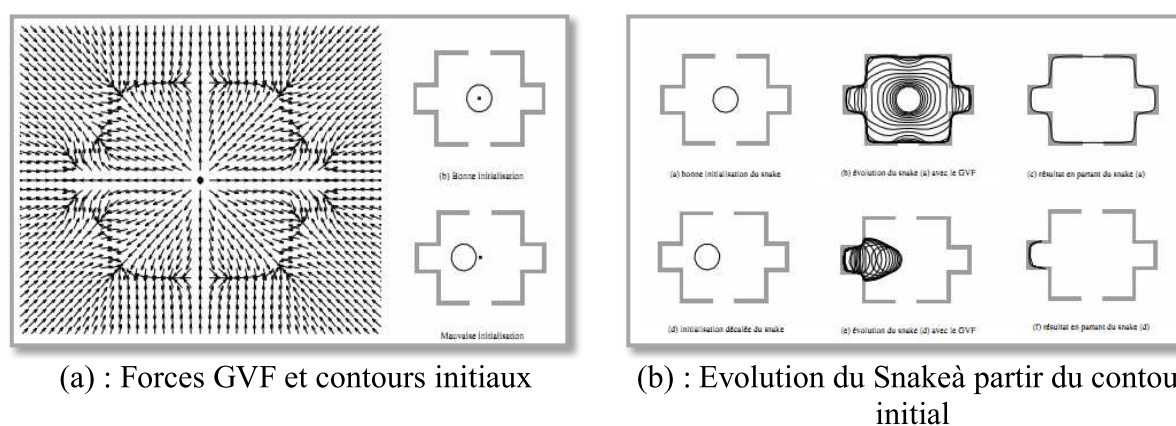 (b) Bonne initialisation
Mauvaise initialisation
(a) : Forces GVF et contours initiaux
(a) bonne initialisation du snake
(b) évolution du snake (a) avec le GVF
(c) résultat en partant du snake (a)
(d) initialisation décalée du snake
(e) évolution du snake (d) avec le GVF
(f) résultat en partant du snake (d)
(b) : Evolution du Snakeà partir du contou
initial